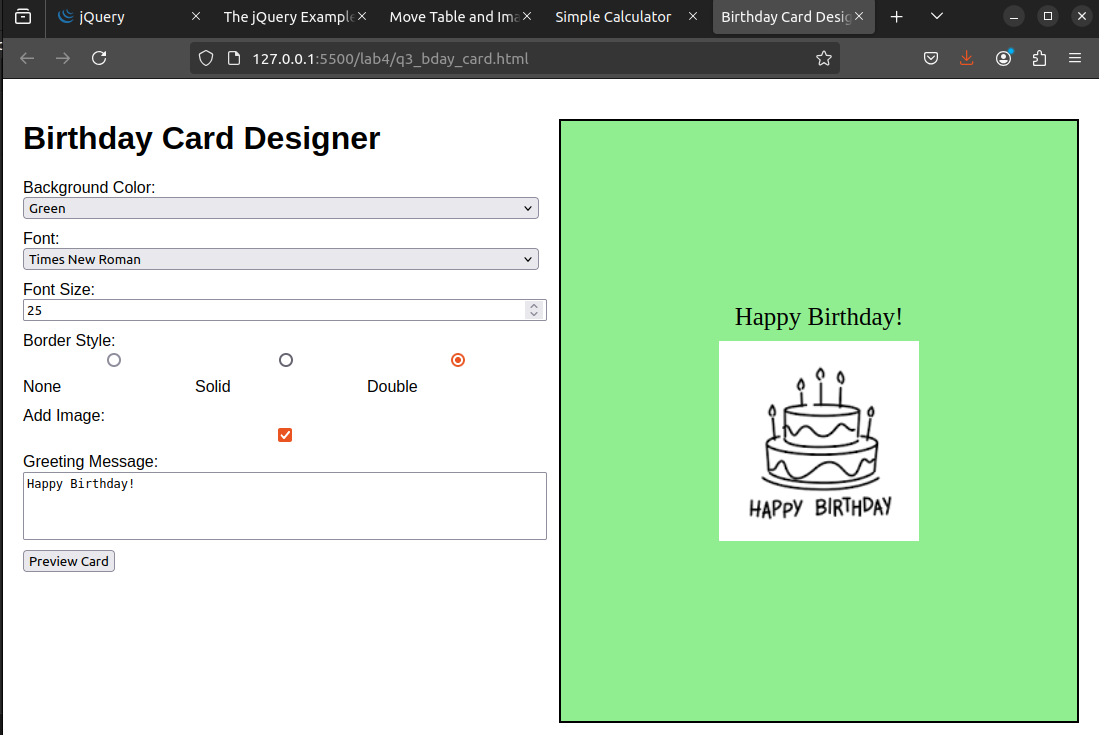 jQuery
The jQuery Example
Move Table and Ima
Simple Calculator
Birthday Card Desig
127.0.0.1:5500/lab4/q3_bday_card.html
Birthday Card Designer
Background Color:
Green
Font:
Times New Roman
Font Size:
25
Border Style:
None
Solid
Double
Add Image:
Greeting Message:
Happy Birthday!
Preview Card
Happy Birthday!
HAPPY BIRTHDAY